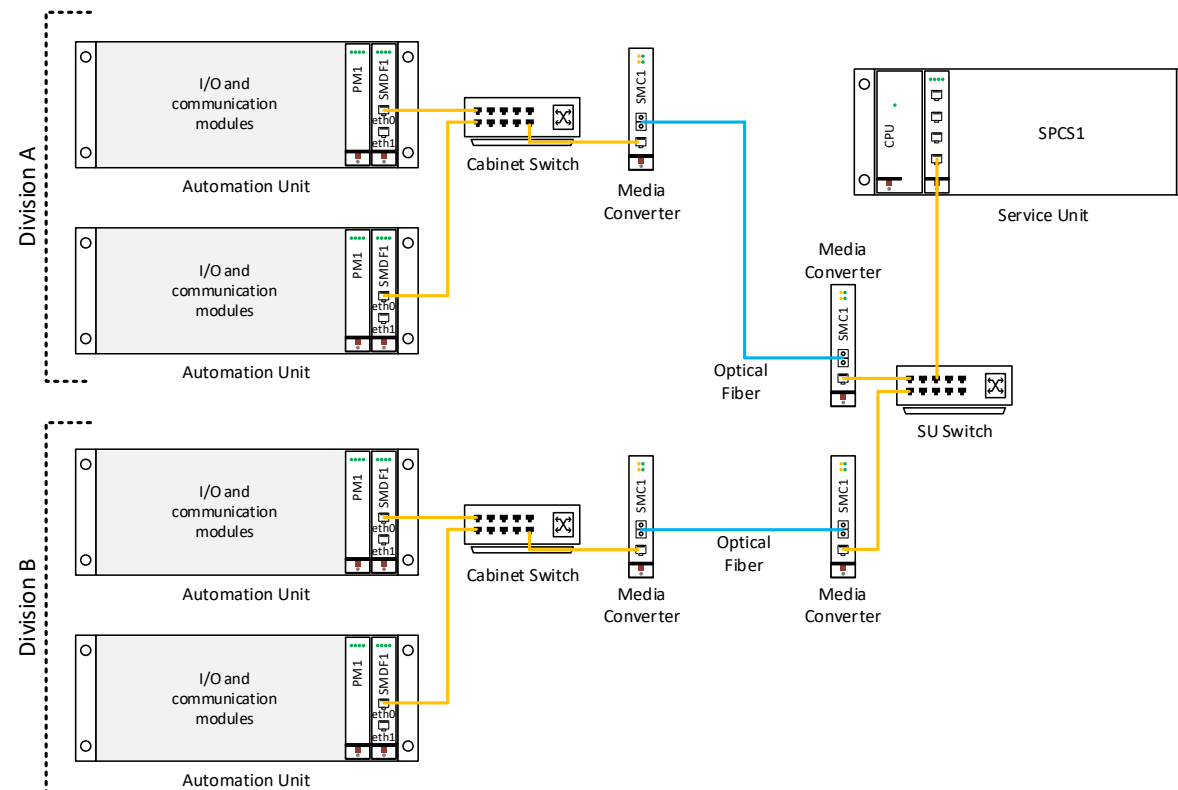 Division A
I/O and
communication
modules
PM1
SMDF1
eth0
eth1
Automation Unit
Cabinet Switch
SMC1
Media
Converter
CPU
SPCS1
Service Unit
I/O and
communication
modules
PM1
SMDF1
eth0
eth1
Automation Unit
Media
Converter
SMC1
Optical
Fiber
SU Switch
Division B
I/O and
communication
modules
PM1
SMDF1
eth0
eth1
Automation Unit
Cabinet Switch
SMC1
Media
Converter
Optical
Fiber
SMC1
Media
Converter
I/O and
communication
modules
PM1
SMDF1
eth0
eth1
Automation Unit